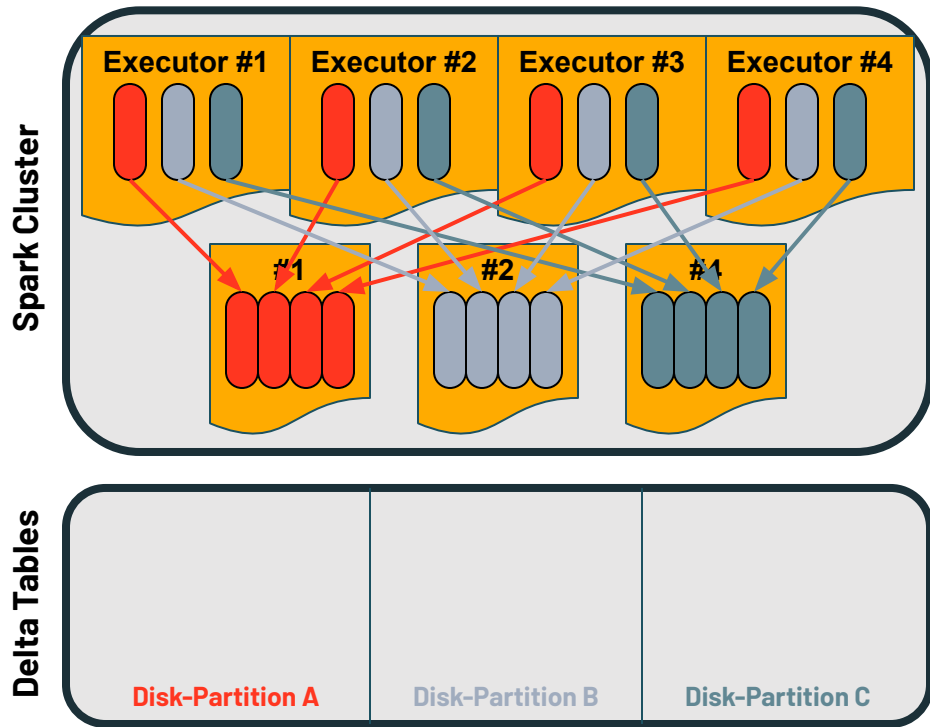 Spark Cluster
Executor #1
Executor #2
Executor #3
Executor #4
#1
#2
#4
Delta Tables
Disk-Partition A
Disk-Partition B
Disk-Partition C